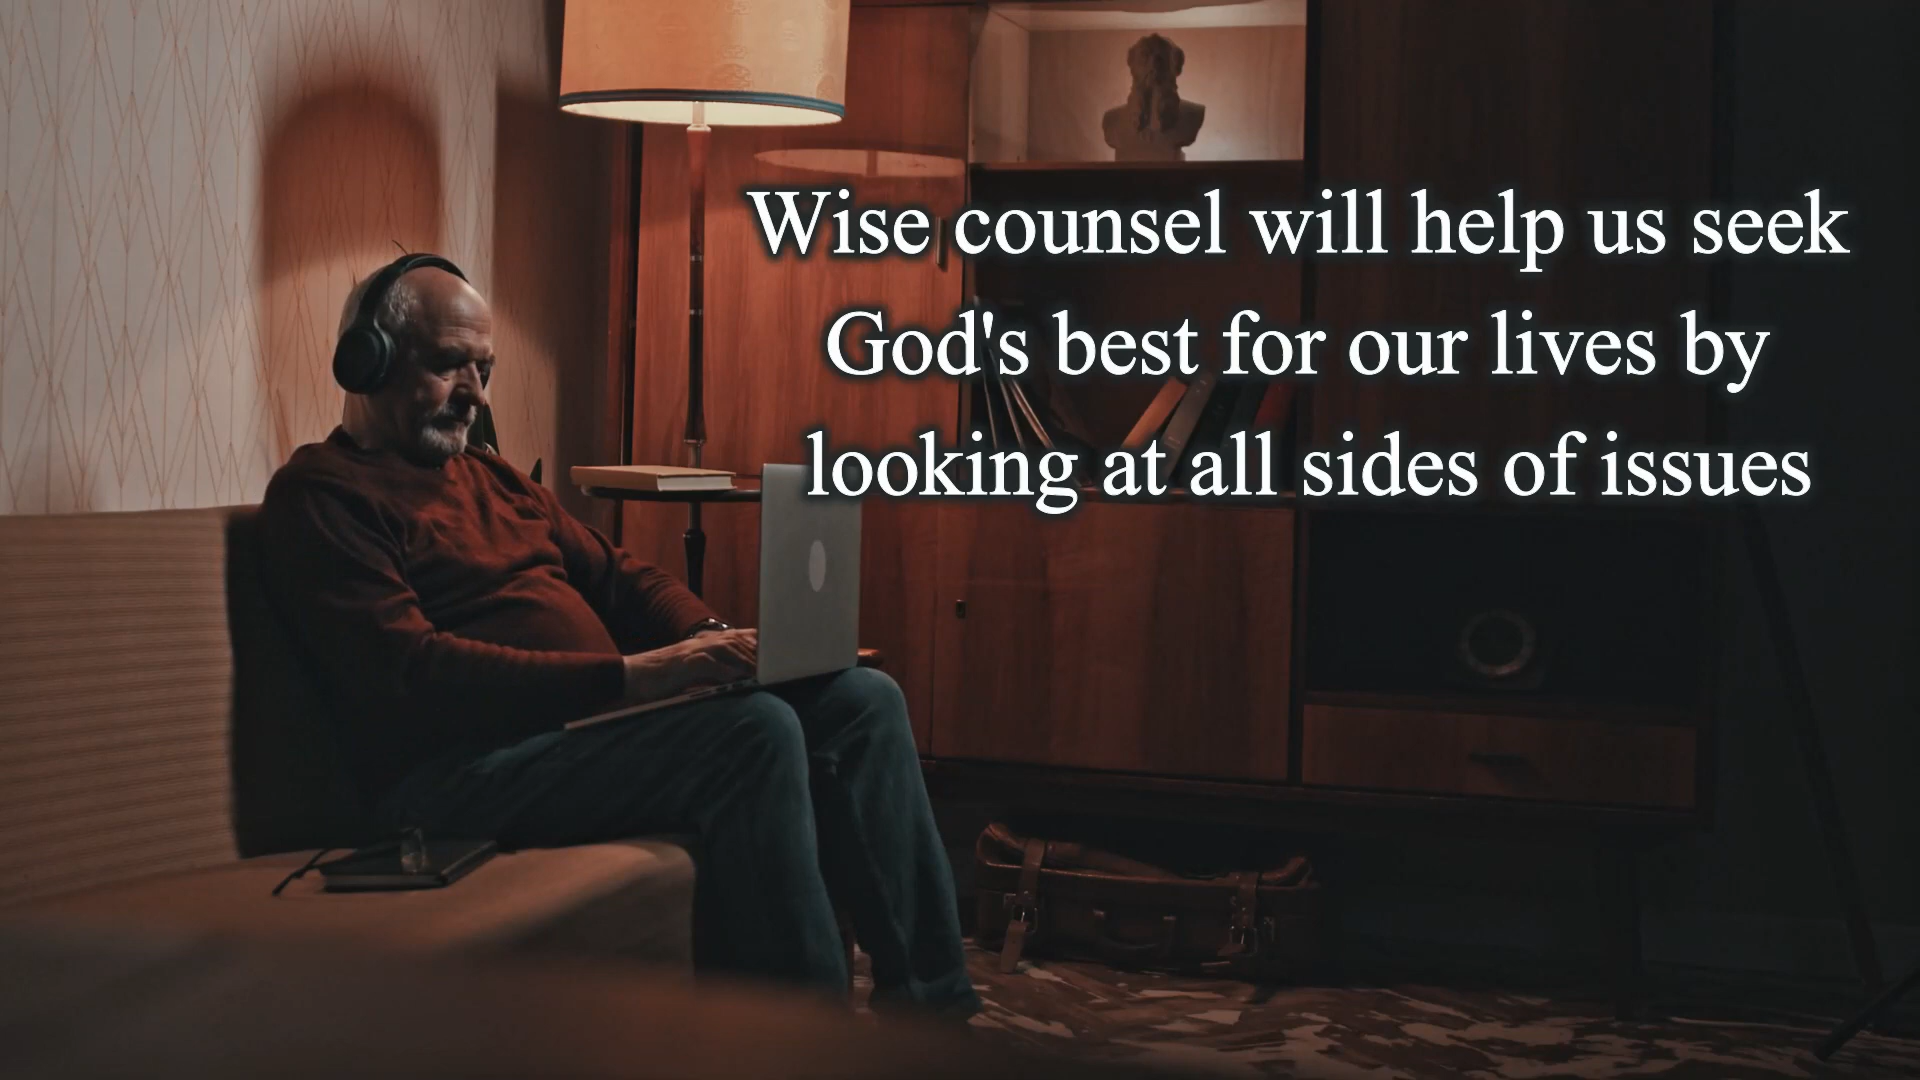 Wise counsel will help us seek
God's best for our lives by
looking at all sides of issues